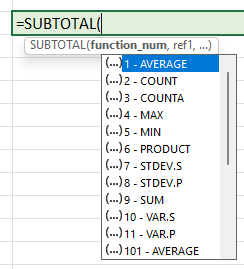 =SUBTOTAL(
SUBTOTAL(function_num, ref1, ...)
(...) 1 - AVERAGE
(...) 2 - COUNT
(...) 3 - COUNTA
(...) 4 - MAX
(...) 5 - MIN
(...) 6 - PRODUCT
(...) 7 - STDEV.S
(...) 8 - STDEV.P
(...) 9 - SUM
(...) 10 - VAR.S
(...) 11 - VAR.P
(...) 101 - AVERAGE